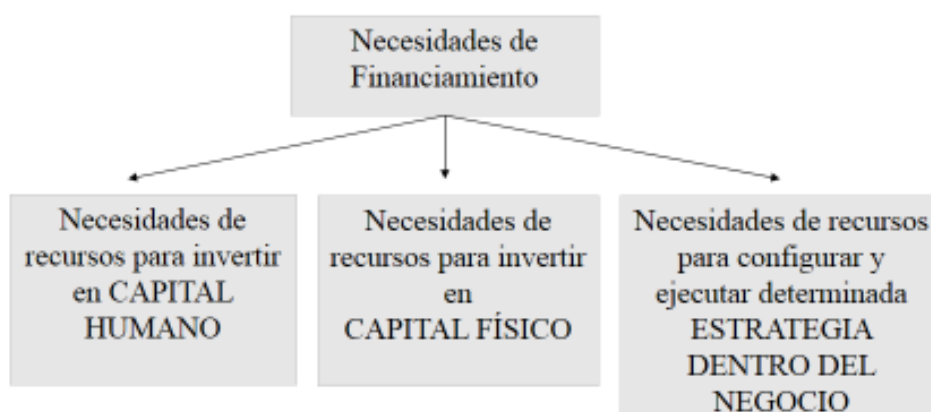 Necesidades de
Financiamiento
Necesidades de
recursos para invertir
en CAPITAL
HUMANO
Necesidades de
recursos para invertir
en
CAPITAL FÍSICO
Necesidades de recursos
para configurar y
ejecutar determinada
ESTRATEGIA
DENTRO DEL
NEGOCIO